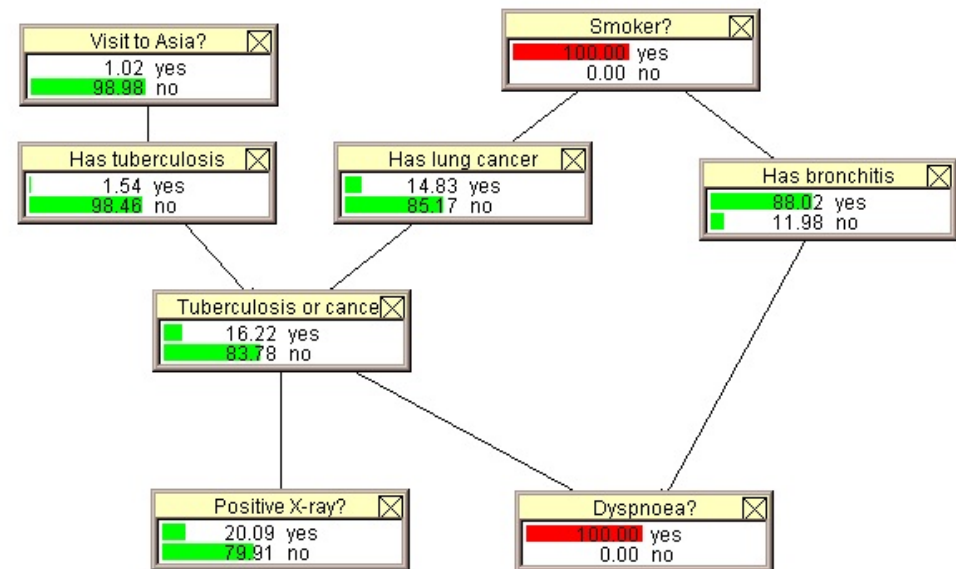 Visit to Asia?
1.02 yes
98.98 no
Smoker?
100.00 yes
0.00 no
Has tuberculosis
1.54 yes
98.46 no
Has lung cancer
14.83 yes
85.17 no
Has bronchitis
88.02 yes
11.98 no
Tuberculosis or cance
16.22 yes
83.78 no
Positive X-ray?
20.09 yes
79.91 no
Dyspnoea?
100.00 yes
0.00 no